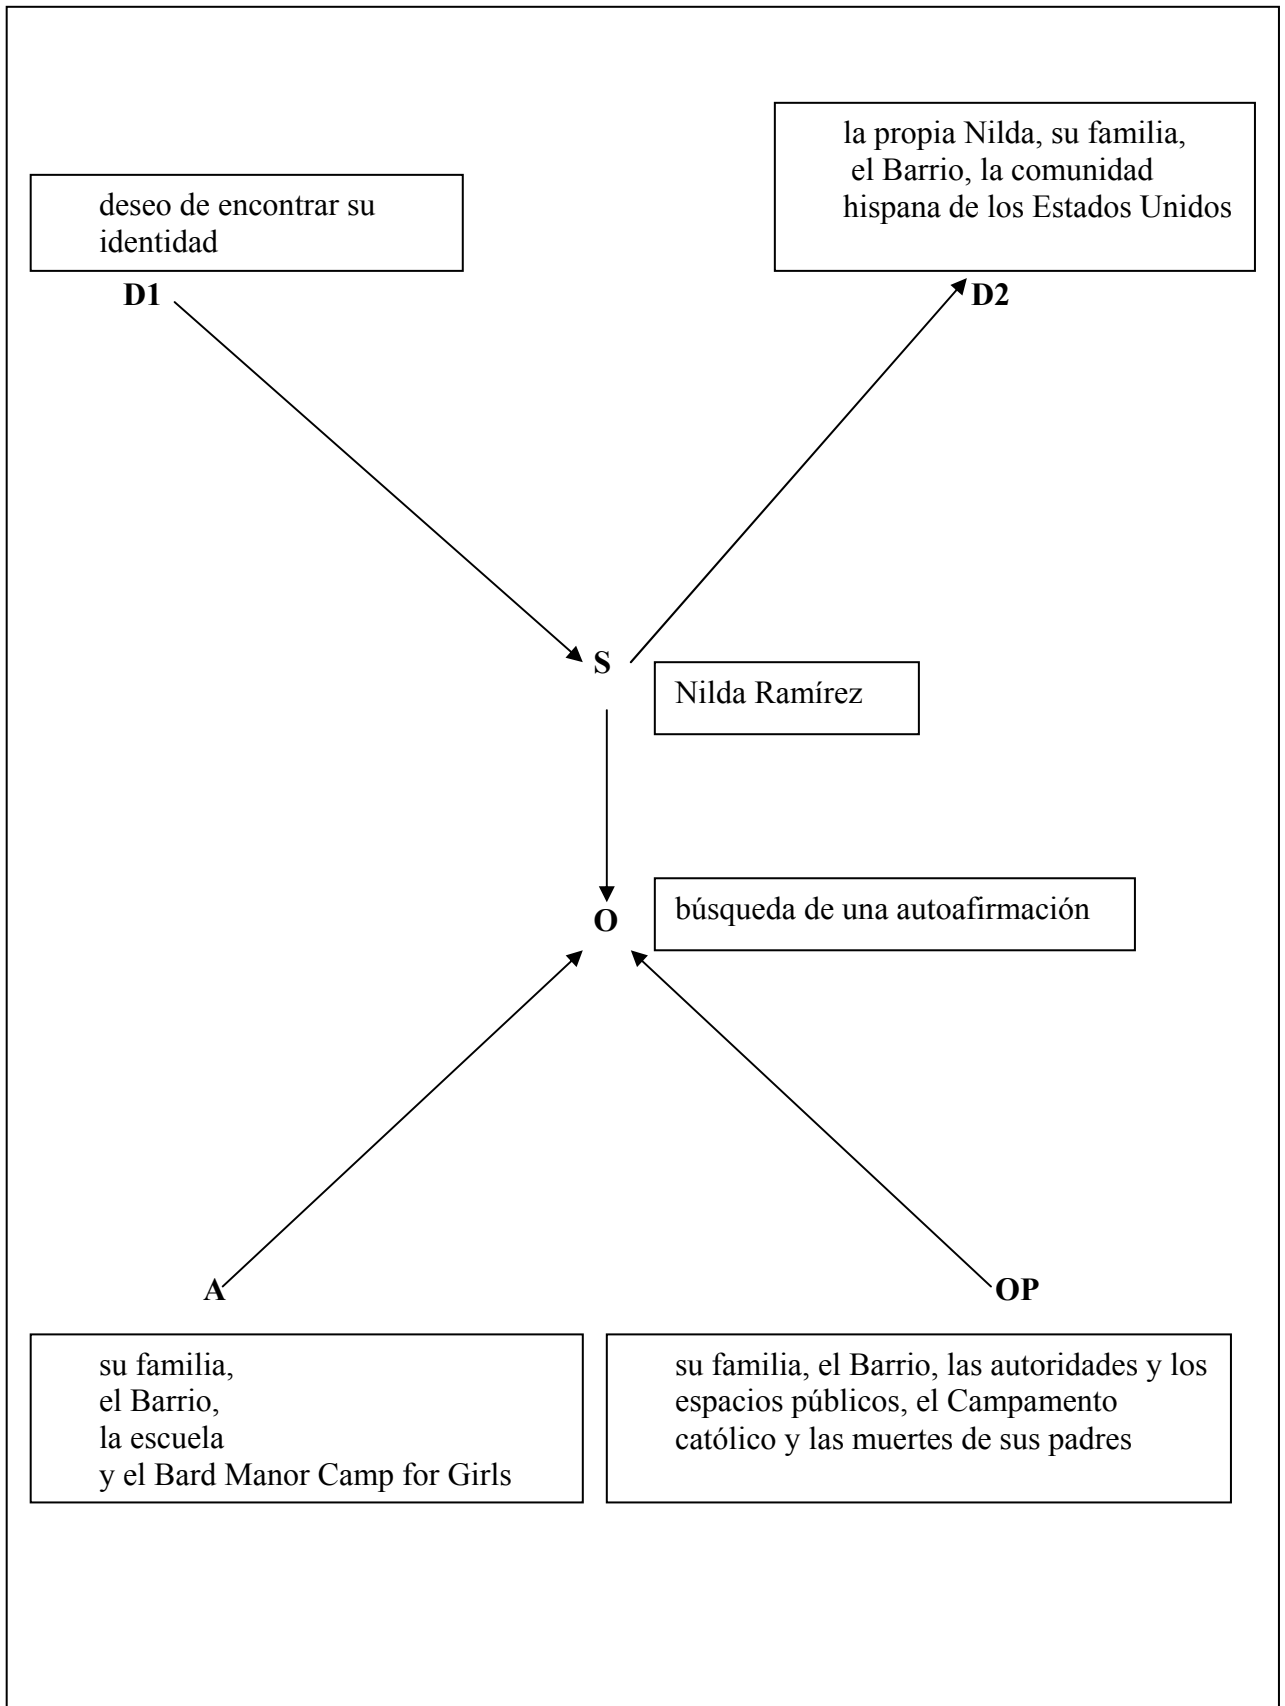 la propia Nilda, su familia,
el Barrio, la comunidad
hispana de los Estados Unidos
deseo de encontrar su
identidad
D1
D2
S
Nilda Ramírez
O
búsqueda de una autoafirmación
A
OP
su familia,
el Barrio,
la escuela
y el Bard Manor Camp for Girls
su familia, el Barrio, las autoridades y los
espacios públicos, el Campamento
católico y las muertes de sus padres